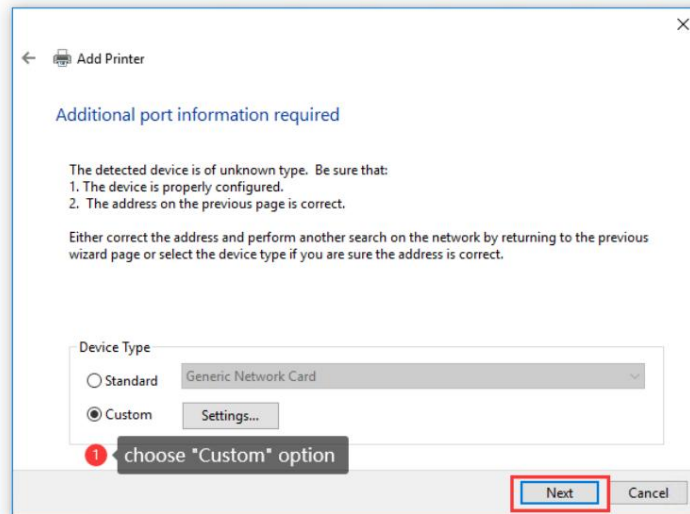 Add Printer
Additional port information required
The detected device is of unknown type.  Be sure that:
1. The device is properly configured.
2.  The address on the previous page is correct.
Either correct the address and perform another search on the network by returning to the previous
wizard page or select the device type if you are sure the address is correct.
Device Type
Standard
Generic Network Card
Custom
Settings...
1
choose "Custom" option
Next
Cancel